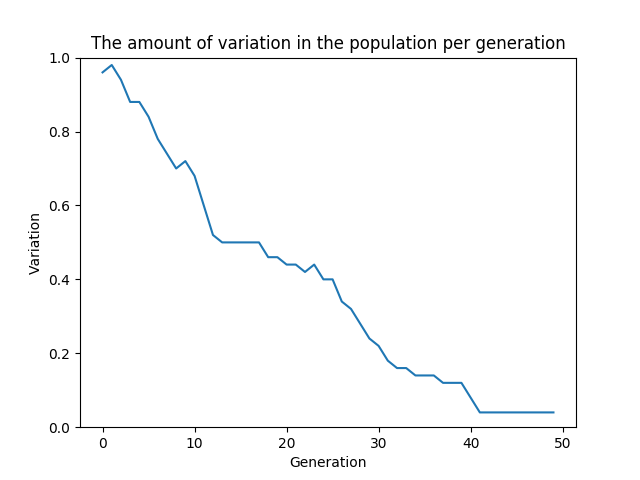 The amount of variation in the population per generation
1.0
0.8
0.6
0.4
0.2
0.0
Variation
0 10 20 30 40 50
Generation